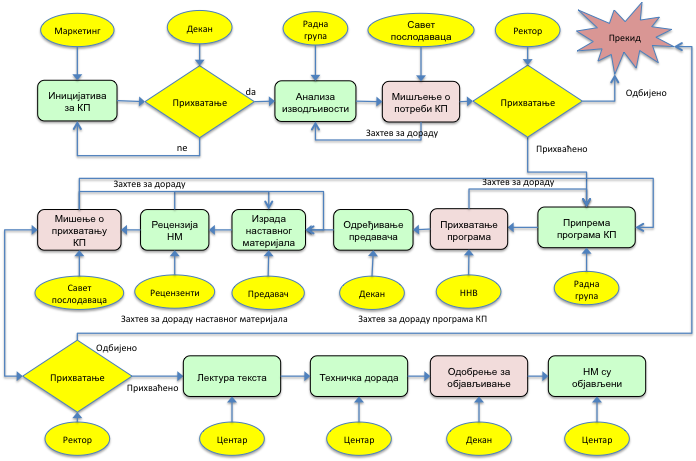 Маркетинг
Декан
Радна
група
Савет
послодаваца
Ректор
Прекид
Иницијатива
за КП
Прихватање
da
Анализа
изводљивости
Мишљење о
потреби КП
Прихватање
Одбијено
ne
Захтев за дораду
Прихваћено
Захтев за дораду
Захтев за дораду
Мишење о
прихватању
КП
Рецензија
НМ
Израда
наставног
материјала
Одређивање
предавача
Прихватање
програма
Припрема
програма КП
Савет
послодаваца
Рецензенти
Предавач
Декан
ННВ
Радна
група
Захтев за дораду наставног материјала
Захтев за дораду програма КП
Одбијено
Прихватање
Прихваћено
Лектура текста
Техничка дорада
Одобрење за
објављивање
НМ су
објављени
Ректор
Центар
Центар
Декан
Центар